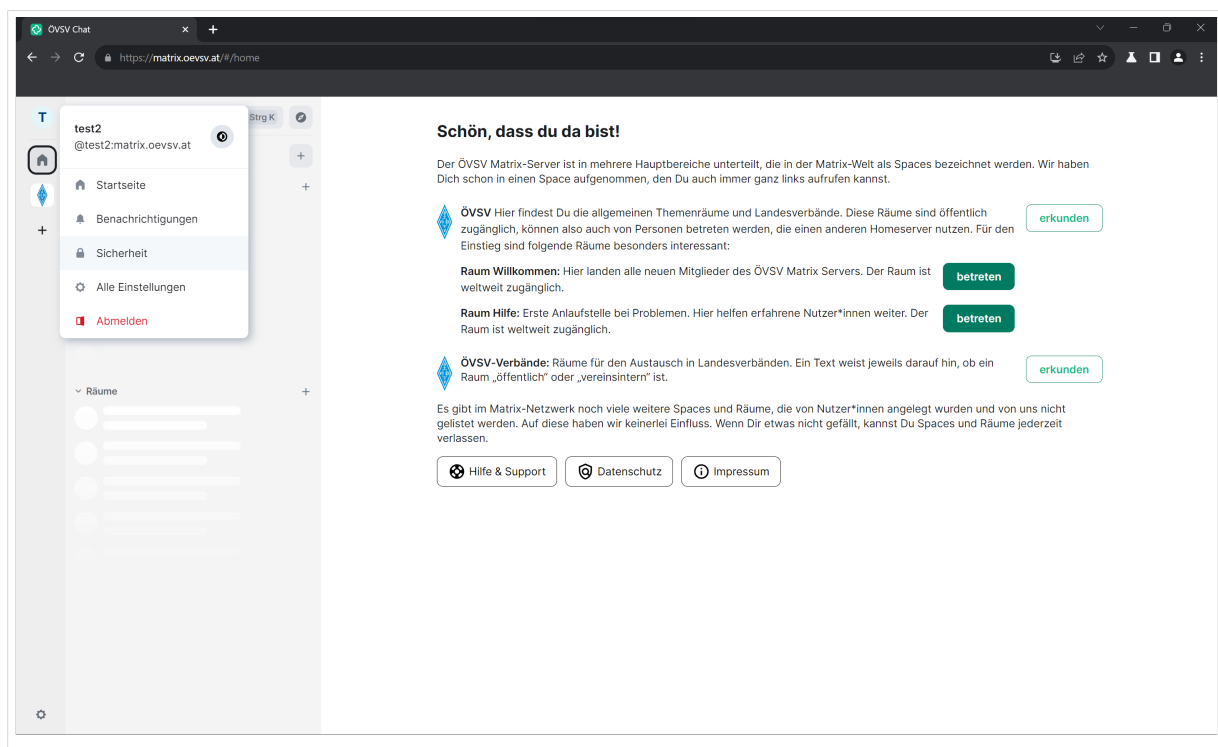 ÖVSV Chat
https://matrix.oevsv.at/#/home
T
Strg K
test2
@test2:matrix.oevsv.at
Startseite
Benachrichtigungen
Sicherheit
Alle Einstellungen
Abmelden
Räume
Schön, dass du da bist!
Der ÖVSV Matrix-Server ist in mehrere Hauptbereiche unterteilt, die in der Matrix-Welt als Spaces bezeichnet werden. Wir haben
Dich schon in einen Space aufgenommen, den Du auch immer ganz links aufrufen kannst.
ÖVSV Hier findest Du die allgemeinen Themenräume und Landesverbände. Diese Räume sind öffentlich
zugänglich, können also auch von Personen betreten werden, die einen anderen Homeserver nutzen. Für den
Einstieg sind folgende Räume besonders interessant:
erkunden
Raum Willkommen: Hier landen alle neuen Mitglieder des ÖVSV Matrix Servers. Der Raum ist
weltweit zugänglich.
betreten
Raum Hilfe: Erste Anlaufstelle bei Problemen. Hier helfen erfahrene Nutzer*innen weiter. Der
Raum ist weltweit zugänglich.
betreten
ÖVSV-Verbände: Räume für den Austausch in Landesverbänden. Ein Text weist jeweils darauf hin, ob ein
Raum „öffentlich“ oder „vereinsintern“ ist.
erkunden
Es gibt im Matrix-Netzwerk noch viele weitere Spaces und Räume, die von Nutzer*innen angelegt wurden und von uns nicht
gelistet werden. Auf diese haben wir keinerlei Einfluss. Wenn Dir etwas nicht gefällt, kannst Du Spaces und Räume jederzeit
verlassen.
Hilfe & Support
Datenschutz
Impressum